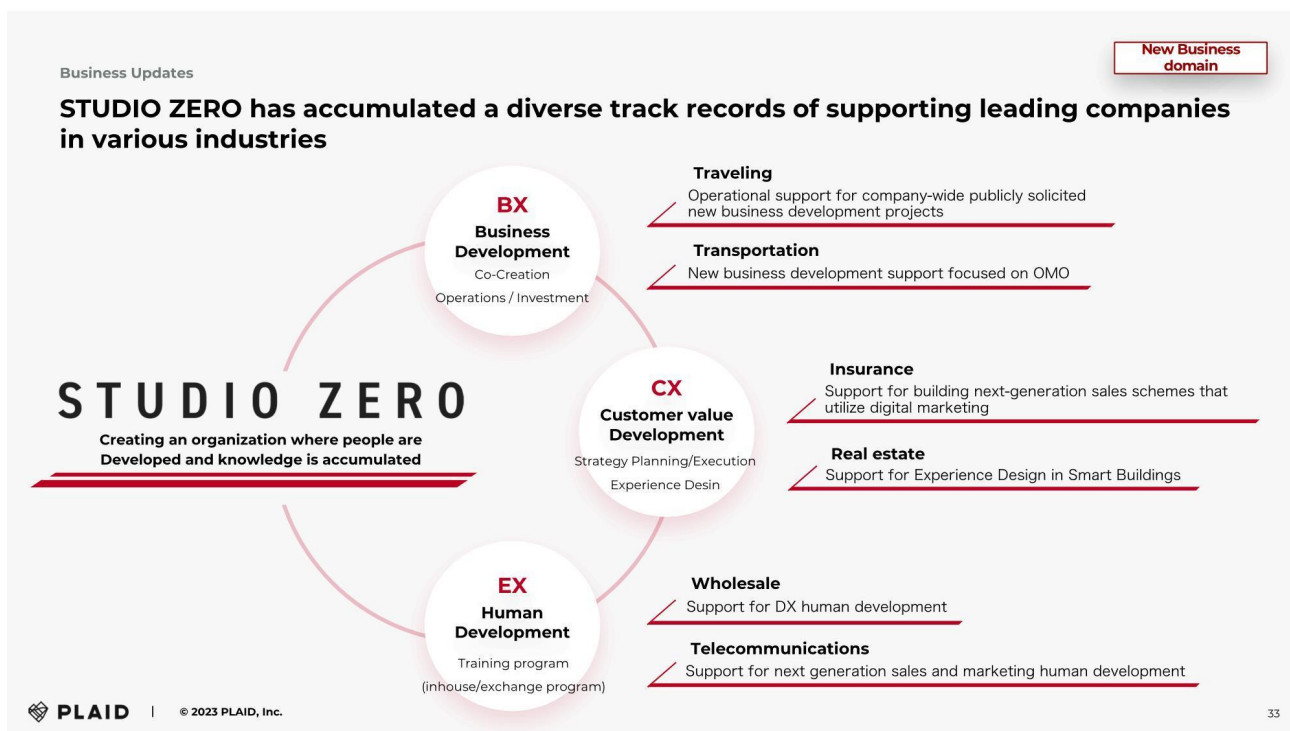 New Business
domain
Business Updates
STUDIO ZERO has accumulated a diverse track records of supporting leading companies
in various industries
BX
Business
Development
Co-Creation
Operations / Investment
Traveling
Operational support for company-wide publicly solicited
new business development projects
Transportation
New business development support focused on OMO
STUDIO ZERO
Creating an organization where people are
Developed and knowledge is accumulated
CX
Customer value
Development
Strategy Planning/Execution
Experience Desin
Insurance
Support for building next-generation sales schemes that
utilize digital marketing
Real estate
Support for Experience Design in Smart Buildings
EX
Human
Development
Training program
(inhouse/exchange program)
Wholesale
Support for DX human development
Telecommunications
Support for next generation sales and marketing human development
PLAID | © 2023 PLAID, Inc.
33